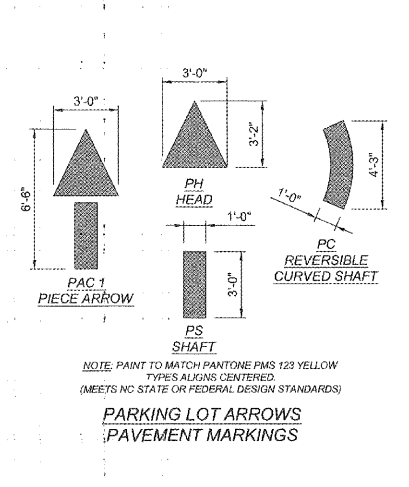 3'-0"
6'-6"
PAC 1
PIECE ARROW
3'-0"
3'-2"
PH
HEAD
1'-0"
3'-0"
PS
SHAFT
4'-3"
1'-0"
PC
REVERSIBLE
CURVED SHAFT
NOTE: PAINT TO MATCH PANTONE PMS 123 YELLOW
TYPES ALIGNS CENTERED.
(MEETS NC STATE OR FEDERAL DESIGN STANDARDS)
PARKING LOT ARROWS
PAVEMENT MARKINGS